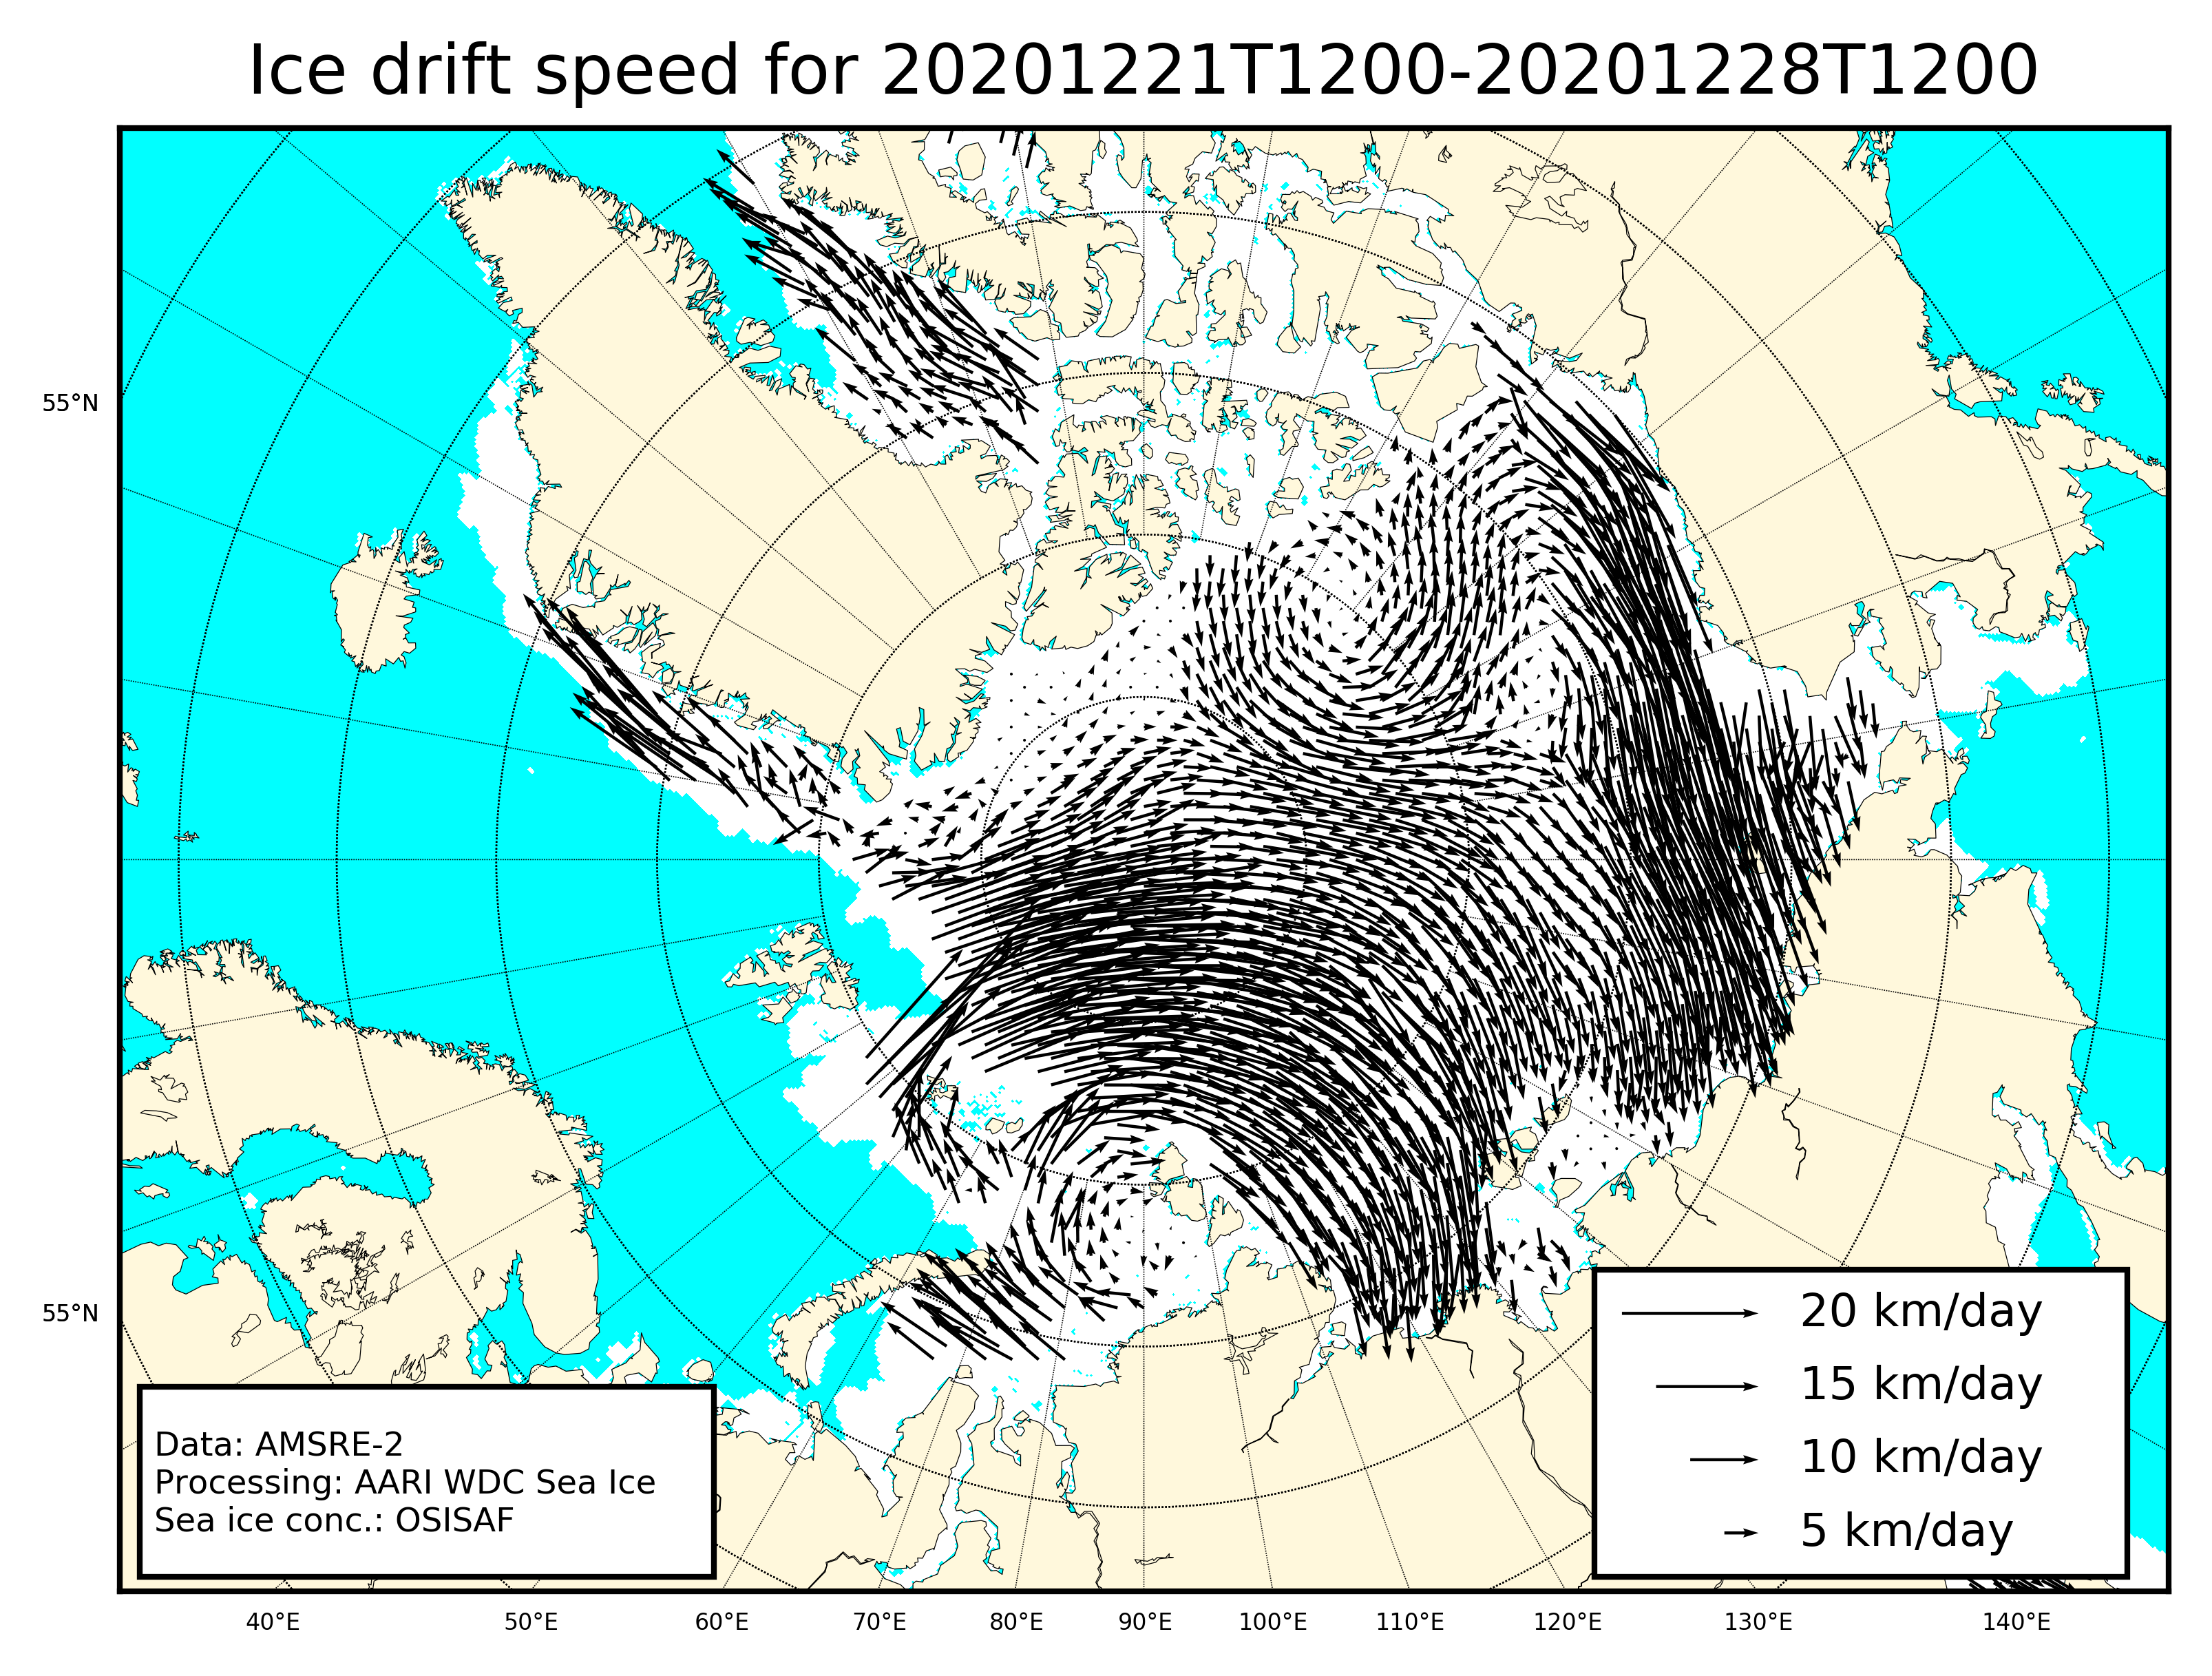 Ice drift speed for 20201221T1200-20201228T1200
55°N
55°N
20 km/day
15 km/day
10 km/day
5 km/day
Data: AMSRE-2
Processing: AARI WDC Sea Ice
Sea ice conc.: OSISAF
40°E 50°E 60°E 70°E 80°E 90°E 100°E 110°E 120°E 130°E 140°E